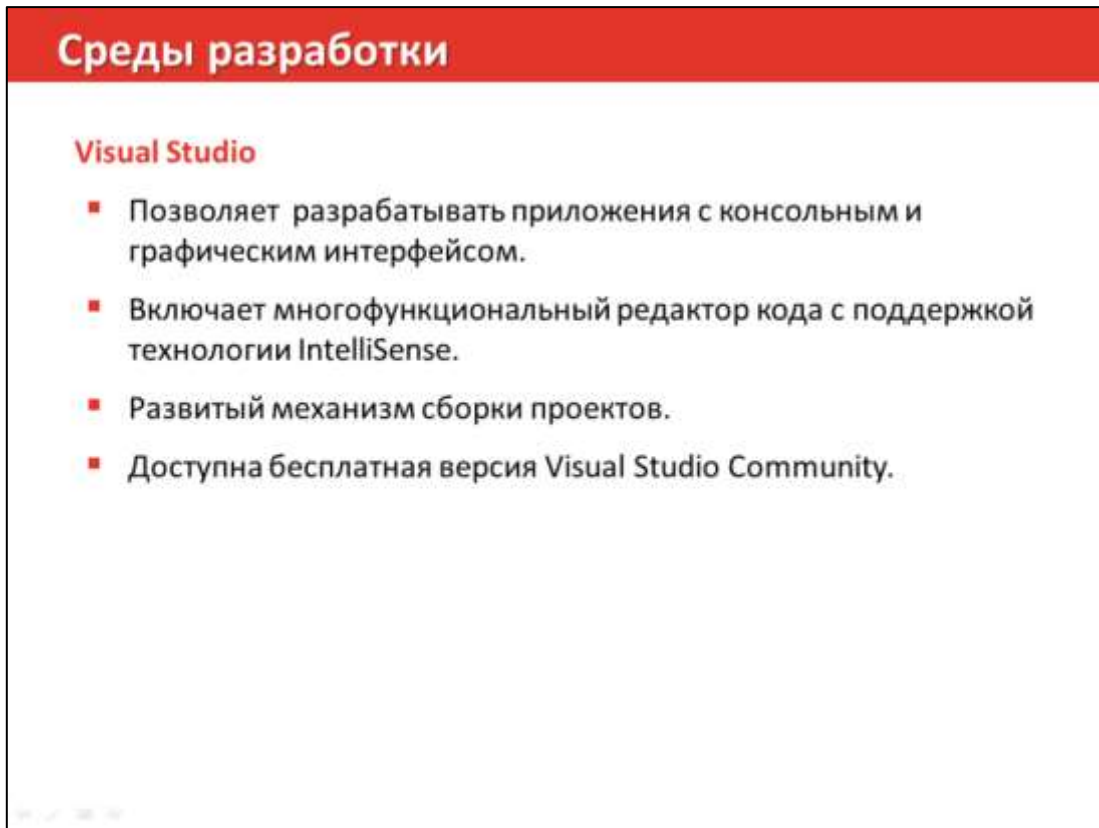 Среды разработки
Visual Studio
Позволяет разрабатывать приложения с консольным и
графическим интерфейсом.
Включает многофункциональный редактор кода с поддержкой
технологии IntelliSense.
Развитый механизм сборки проектов.
Доступна бесплатная версия Visual Studio Community.